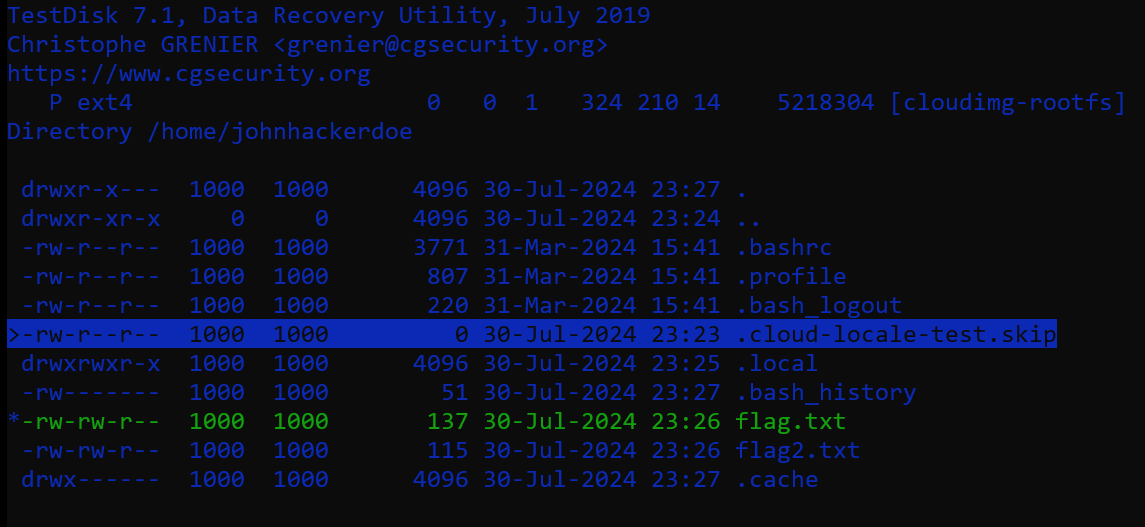 TestDisk 7.1, Data Recovery Utility, July 2019
Christophe GRENIER <grenier@cgsecurity.org>
https://www.cgsecurity.org
   P ext4                     0   0  1   324 210 14    5218304 [cloudimg-rootfs]
Directory /home/johnhackerdoe

 drwxr-x---  1000  1000      4096 30-Jul-2024 23:27 .
 drwxr-xr-x     0     0      4096 30-Jul-2024 23:24 ..
 -rw-r--r--  1000  1000      3771 31-Mar-2024 15:41 .bashrc
 -rw-r--r--  1000  1000       807 31-Mar-2024 15:41 .profile
 -rw-r--r--  1000  1000       220 31-Mar-2024 15:41 .bash_logout
>-rw-r--r--  1000  1000         0 30-Jul-2024 23:23 .cloud-locale-test.skip
 drwxrwxr-x  1000  1000      4096 30-Jul-2024 23:25 .local
 -rw-------  1000  1000        51 30-Jul-2024 23:27 .bash_history
*-rw-rw-r--  1000  1000       137 30-Jul-2024 23:26 flag.txt
 -rw-rw-r--  1000  1000       115 30-Jul-2024 23:26 flag2.txt
 drwx------  1000  1000      4096 30-Jul-2024 23:27 .cache